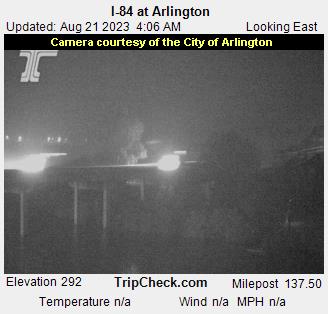 I-84 at Arlington
Updated: Aug 21 2023 4:06 AM Looking East
Camera courtesy of the City of Arlington
Elevation 292 TripCheck.com Milepost 137.50
Temperature n/a Wind n/a MPH n/a